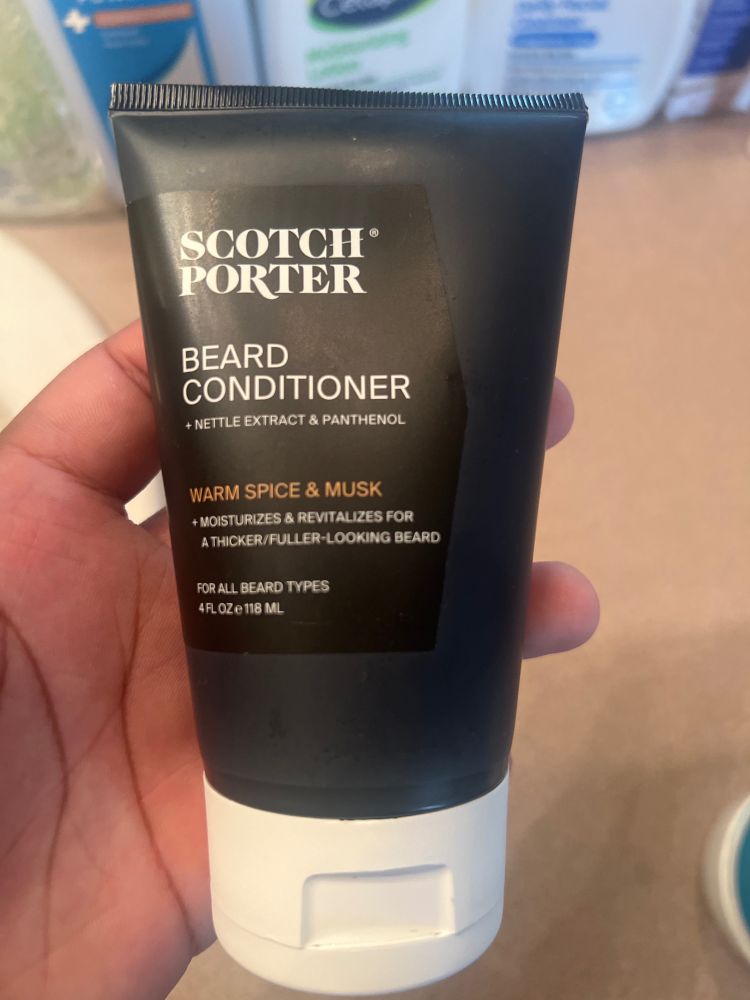 SCOTCH®
PORTER
BEARD
CONDITIONER
+ NETTLE EXTRACT & PANTHENOL
WARM SPICE & MUSK
+ MOISTURIZES & REVITALIZES FOR
A THICKER/FULLER-LOOKING BEARD
FOR ALL BEARD TYPES
4 FL OZ e 118 ML